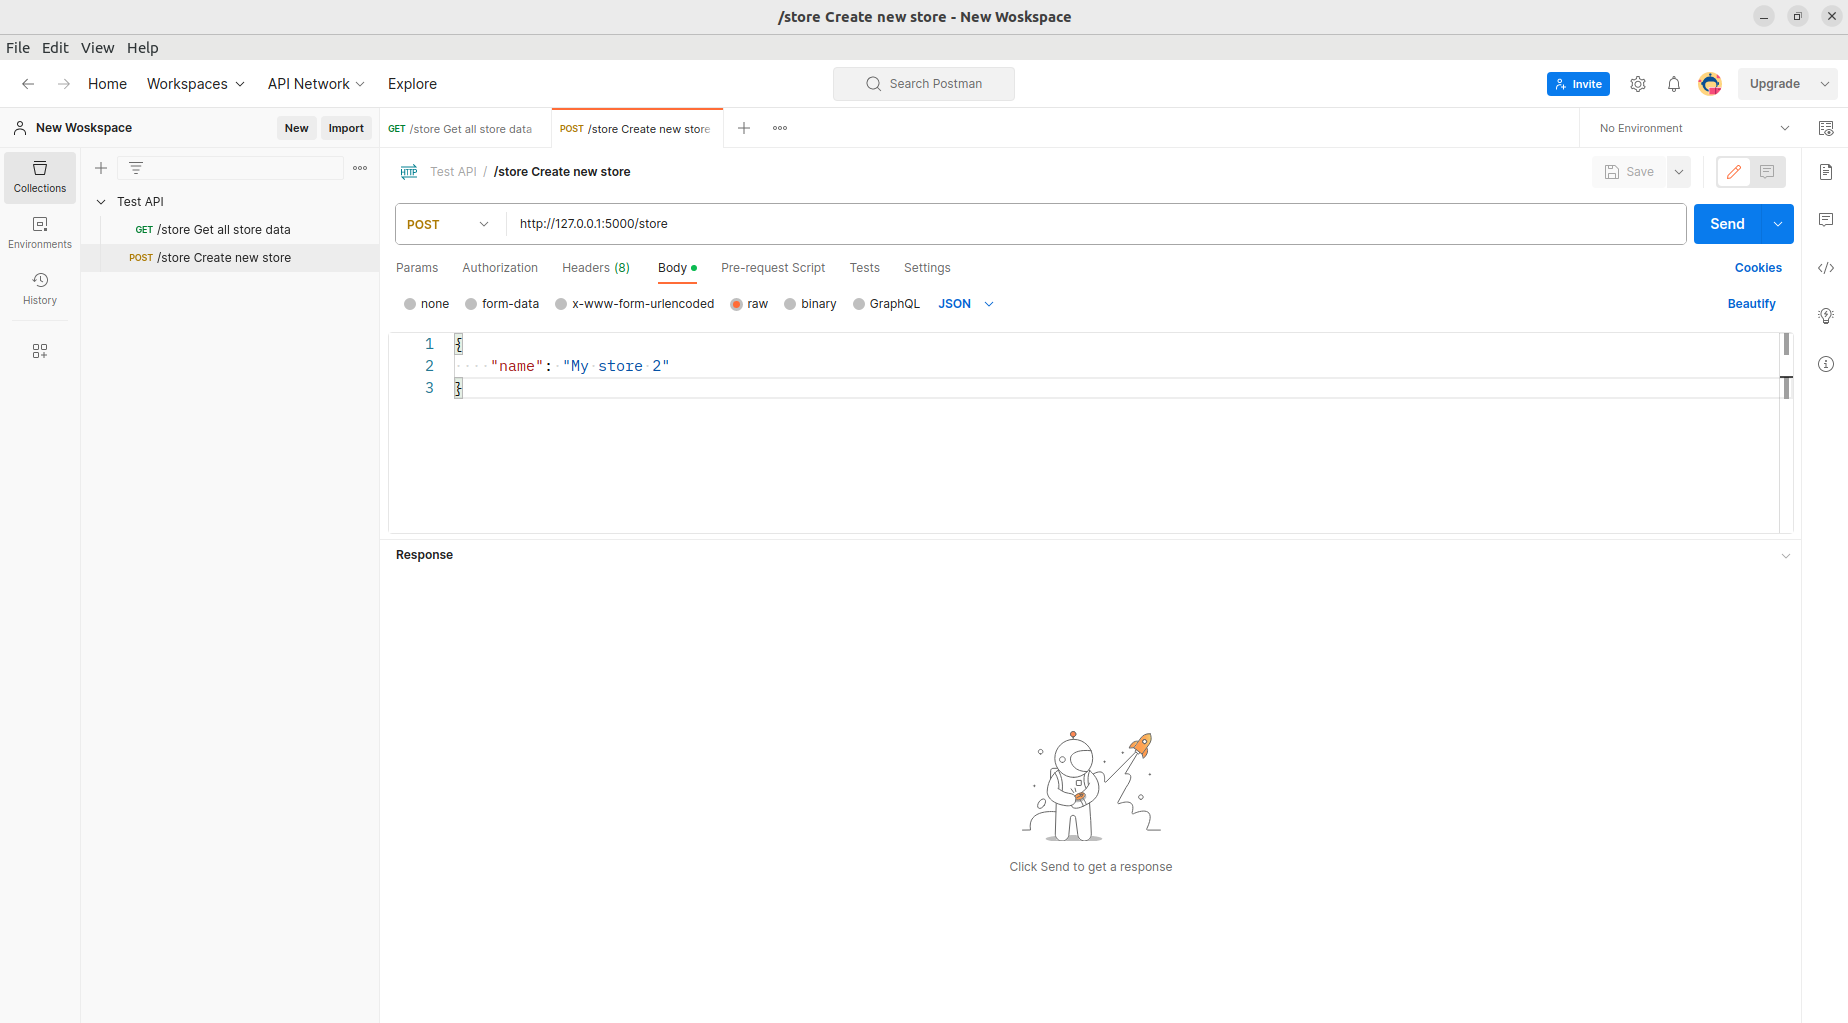 /store Create new store - New Woskspace
File Edit View Help
Home Workspaces API Network Explore Search Postman Invite Upgrade
New Woskspace New Import GET /store Get all store data POST /store Create new store No Environment
Collections
Environments
History
Test API
GET /store Get all store data
POST /store Create new store
HTTP Test API / /store Create new store Save
POST http://127.0.0.1:5000/store Send
Params Authorization Headers (8) Body Pre-request Script Tests Settings Cookies
none form-data x-www-form-urlencoded raw binary GraphQL JSON Beautify
1 {
2 "name": "My store 2"
3 }
Response
Click Send to get a response